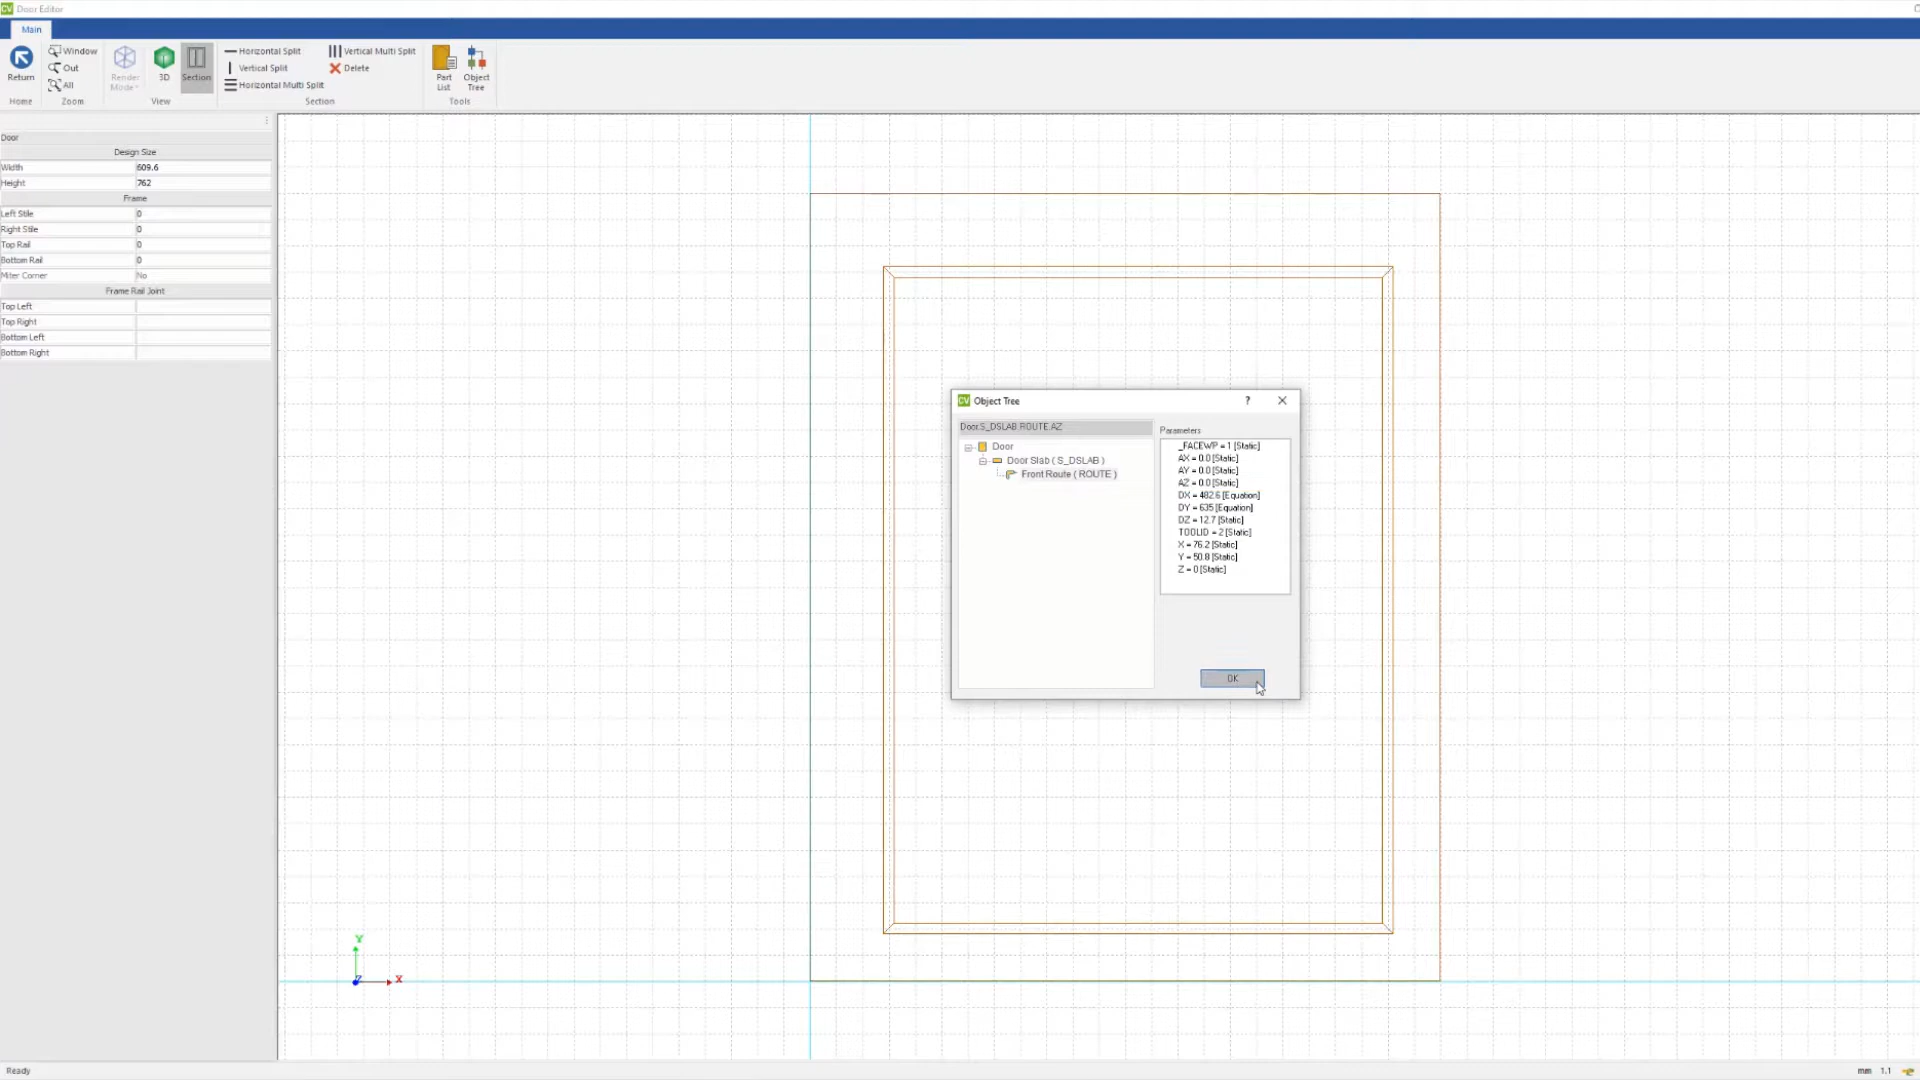 CV Door Editor
Main
Return
Window
Out
All
Render Mode
3D
Section
Horizontal Split
Vertical Split
Horizontal Multi Split
Vertical Multi Split
Delete
Part List
Object Tree
Home
Zoom
View
Section
Tools
Door
Design Size
Width 609.6
Height 762
Frame
Left Stile 0
Right Stile 0
Top Rail 0
Bottom Rail 0
Miter Corner No
Frame Rail Joint
Top Left
Top Right
Bottom Left
Bottom Right
CV Object Tree ?
Door.S_DSLAB.ROUTE.AZ
Door
Door Slab ( S_DSLAB )
Front Route ( ROUTE )
Parameters
_FACEWP = 1 [Static]
AX = 0.0 [Static]
AY = 0.0 [Static]
AZ = 0.0 [Static]
DX = 482.6 [Equation]
DY = 635 [Equation]
DZ = 12.7 [Static]
TOOLID = 2 [Static]
X = 76.2 [Static]
Y = 50.8 [Static]
Z = 0 [Static]
OK
Y
Z
X
Ready
mm 1.1